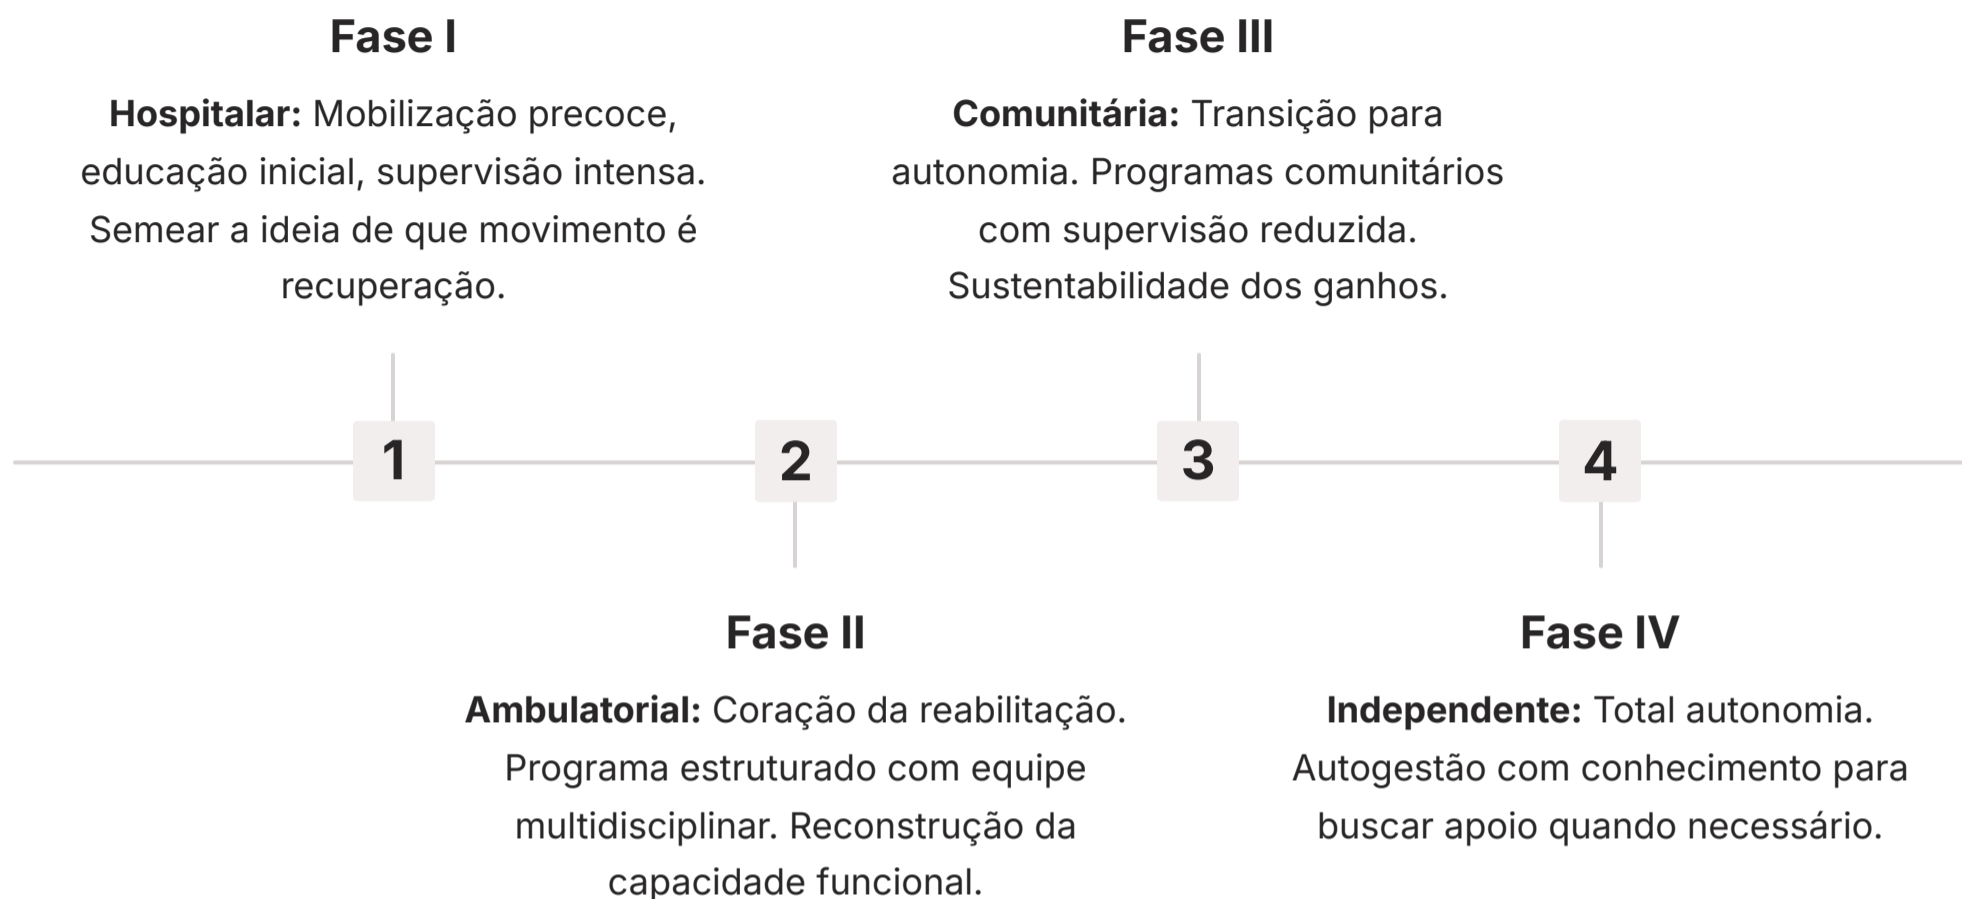 Fase I
Hospitalar: Mobilização precoce,
educação inicial, supervisão intensa.
Semear a ideia de que movimento é
recuperação.
Fase III
Comunitária: Transição para
autonomia. Programas comunitários
com supervisão reduzida.
Sustentabilidade dos ganhos.
1
2
3
4
Fase II
Ambulatorial: Coração da reabilitação.
Programa estruturado com equipe
multidisciplinar. Reconstrução da
capacidade funcional.
Fase IV
Independente: Total autonomia.
Autogestão com conhecimento para
buscar apoio quando necessário.